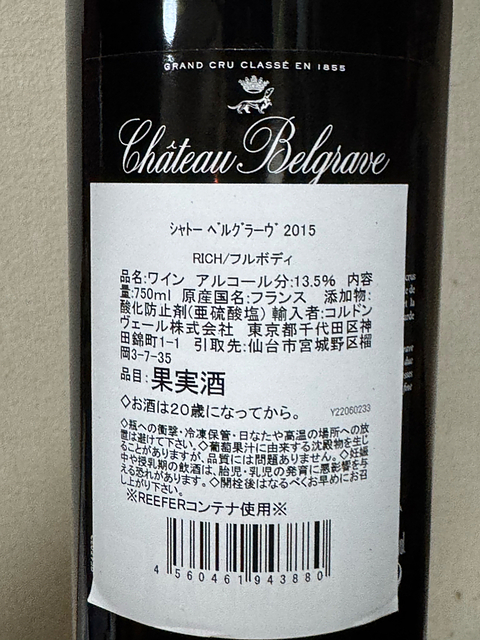 GRAND CRU CLASSÉ EN 1855
Château Belgrave
シャトー ベルグラーヴ 2015
RICH/フルボディ
品名:ワイン アルコール分:13.5% 内容
量:750ml 原産国名:フランス 添加物:
酸化防止剤(亜硫酸塩) 輸入者:コルドン
ヴェール株式会社 東京都千代田区神
田錦町1-1 引取先:仙台市宮城野区榴
岡3-7-35
品目:果実酒
◇お酒は20歳になってから。 Y22060233
◇瓶への衝撃・冷凍保管・日なたや高温の場所への放
置は避けて下さい。◇葡萄果汁に由来する沈殿物を生じ
ることがありますが、品質には問題ありません。◇妊娠
中や授乳期の飲酒は、胎児・乳児の発育に悪影響を与
える恐れがあります。◇開栓後はなるべくお早めにお召
し上がり下さい。
※REEFERコンテナ使用※
4 560461 943880